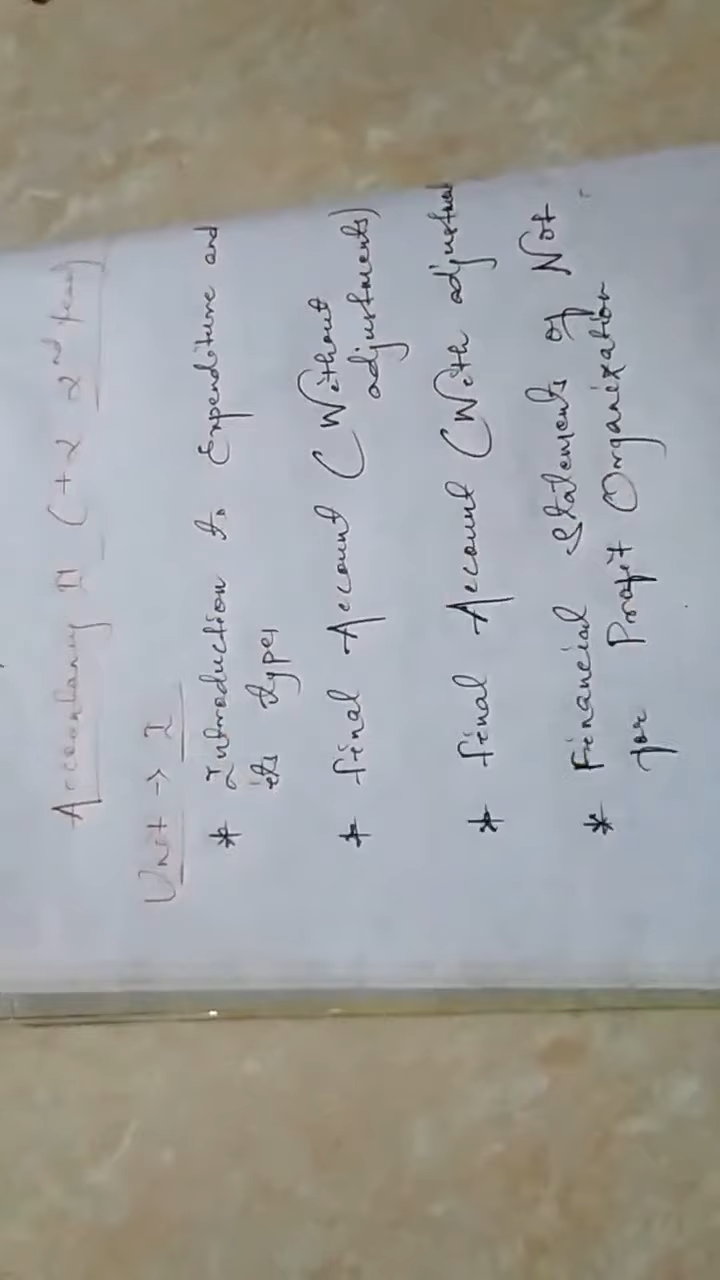 Accountancy II (+2 2nd year)
Unit → I
* Introduction to Expenditure and
its types
* final Account (Without
adjustments)
* final Account (With adjustme
* Financial Statements of Not
for Profit Organization